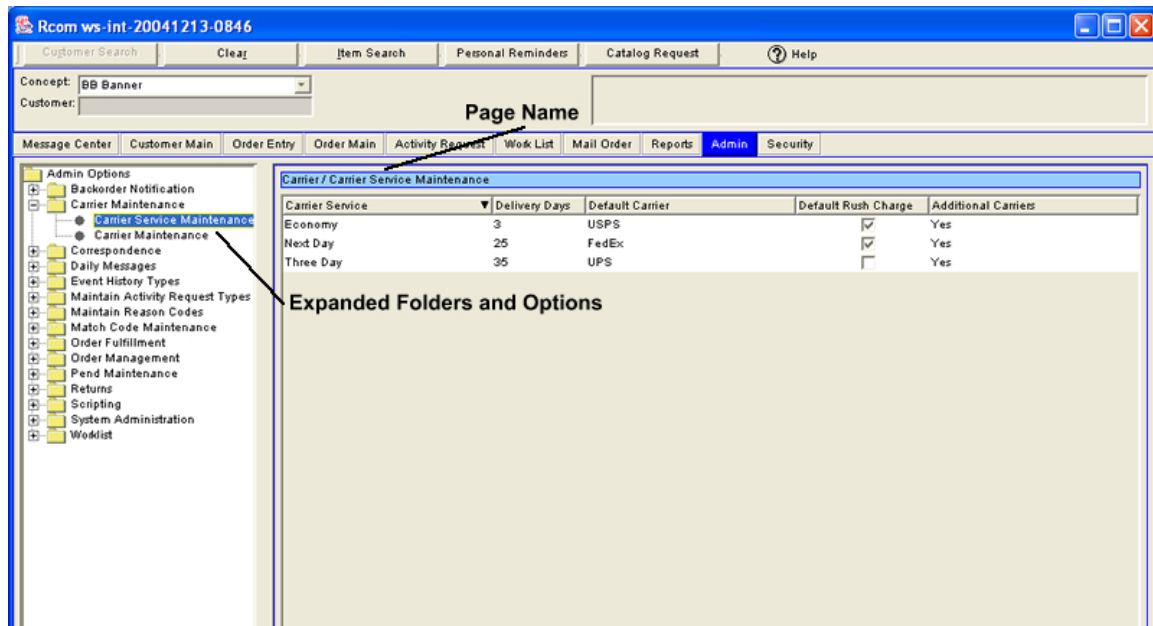 Rcom ws-int-20041213-0846
Customer Search Clear Item Search Personal Reminders Catalog Request ? Help
Concept: BB Banner
Customer:
Page Name
Message Center Customer Main Order Entry Order Main Activity Request Work List Mail Order Reports Admin Security
Admin Options
Backorder Notification
Carrier Maintenance
Carrier Service Maintenance
Carrier Maintenance
Correspondence
Daily Messages
Event History Types
Maintain Activity Request Types
Maintain Reason Codes
Match Code Maintenance
Order Fulfillment
Order Management
Pend Maintenance
Returns
Scripting
System Administration
Worklist
Carrier / Carrier Service Maintenance
Carrier Service Delivery Days Default Carrier Default Rush Charge Additional Carriers
Economy 3 USPS Yes
Next Day 25 FedEx Yes
Three Day 35 UPS Yes
Expanded Folders and Options